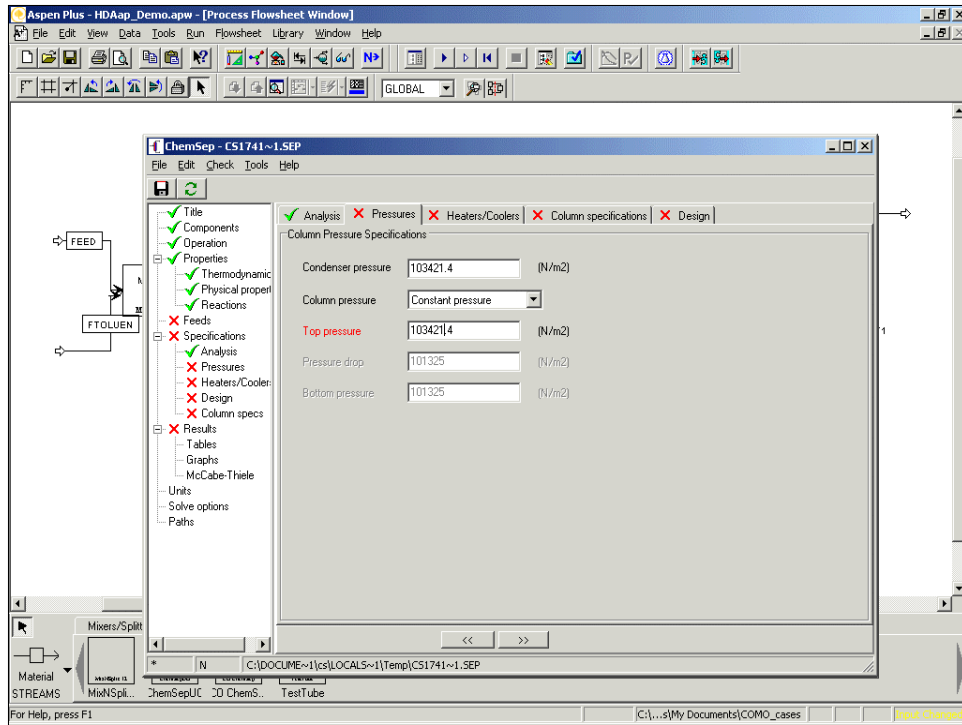 Aspen Plus - HDAap_Demo.apw - [Process Flowsheet Window]
File Edit View Data Tools Run Flowsheet Library Window Help
N>
GLOBAL
ChemSep - CS1741~1.SEP
File Edit Check Tools Help
Title
Components
Operation
Properties
Thermodynamic
Physical propert
Reactions
Feeds
Specifications
Analysis
Pressures
Heaters/Cooler
Design
Column specs
Results
Tables
Graphs
McCabe-Thiele
Units
Solve options
Paths
Analysis Pressures Heaters/Coolers Column specifications Design
Column Pressure Specifications
Condenser pressure 103421.4 (N/m2)
Column pressure Constant pressure
Top pressure 103421.4 (N/m2)
Pressure drop 101325 (N/m2)
Bottom pressure 101325 (N/m2)
<< >>
* N C:\DOCUME~1\cs\LOCALS~1\Temp\CS1741~1.SEP
FEED
FTOLUEN
Mixers/Splitt
Material
STREAMS
MixNSpli... ChemSepUC CO ChemS.. TestTube
For Help, press F1 C:\...s\My Documents\COMO_cases Input Changed